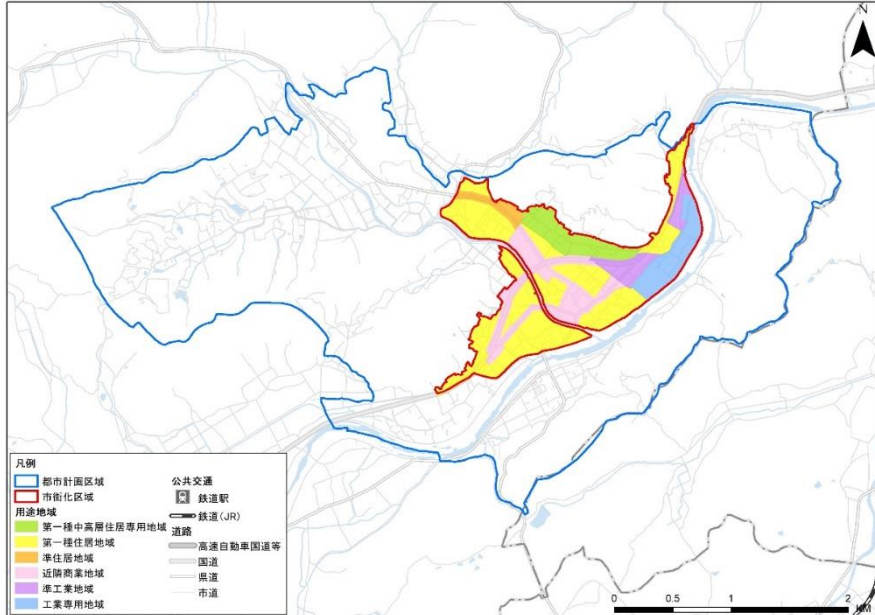 N
凡例
都市計画区域
市街化区域
用途地域
第一種中高層住居専用地域
第一種住居地域
準住居地域
近隣商業地域
準工業地域
工業専用地域
公共交通
鉄道駅
鉄道(JR)
道路
高速自動車国道等
国道
県道
市道
0 0.5 1 2
KM